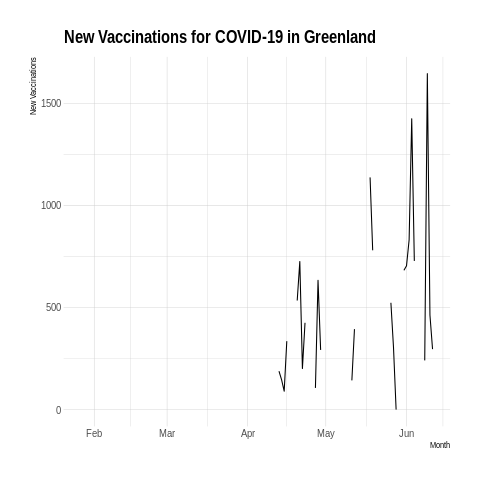 New Vaccinations for COVID-19 in Greenland
New Vaccinations
1500
1000
500
0
Feb Mar Apr May Jun
Month